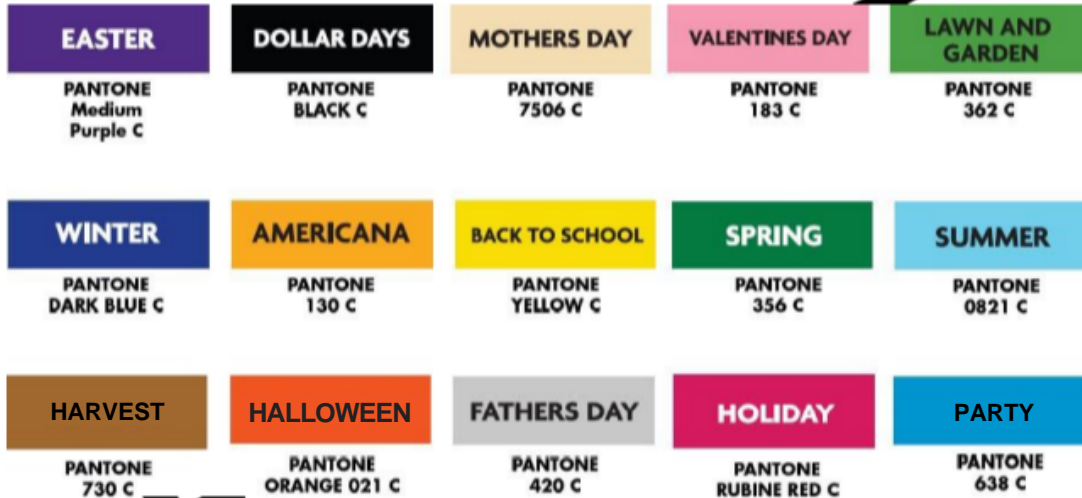 EASTER
PANTONE
Medium
Purple C
DOLLAR DAYS
PANTONE
BLACK C
MOTHERS DAY
PANTONE
7506 C
VALENTINES DAY
PANTONE
183 C
LAWN AND
GARDEN
PANTONE
362 C
WINTER
PANTONE
DARK BLUE C
AMERICANA
PANTONE
130 C
BACK TO SCHOOL
PANTONE
YELLOW C
SPRING
PANTONE
356 C
SUMMER
PANTONE
0821 C
HARVEST
PANTONE
730 C
HALLOWEEN
PANTONE
ORANGE 021 C
FATHERS DAY
PANTONE
420 C
HOLIDAY
PANTONE
RUBINE RED C
PARTY
PANTONE
638 C